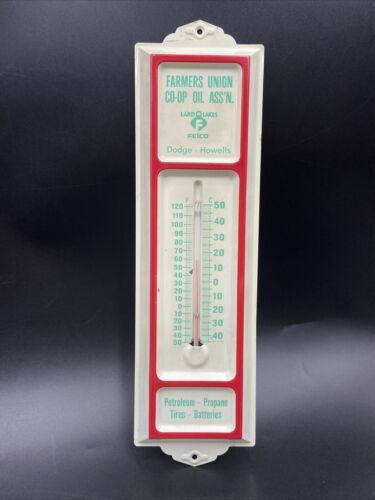 FARMERS UNION
CO-OP OIL ASS'N.
LAND O LAKES
F
FELCO
Dodge - Howells
F C
120 50
110 40
100
90 30
80
70 20
60
50 10
40
30 0
20
10 10
0
10 20
20 30
30
50 40
Petroleum - Propane
Tires - Batteries